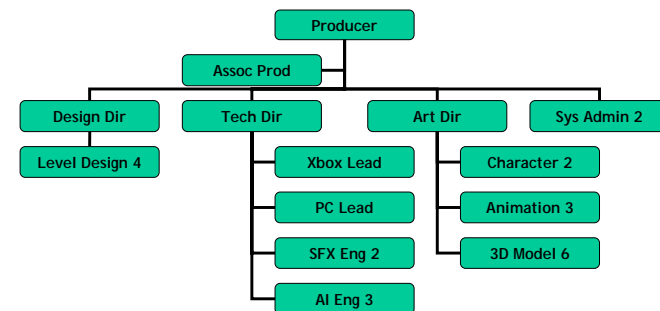 Producer
Assoc Prod
Design Dir
Tech Dir
Art Dir
Sys Admin 2
Level Design 4
Xbox Lead
Character 2
PC Lead
Animation 3
SFX Eng 2
3D Model 6
AI Eng 3